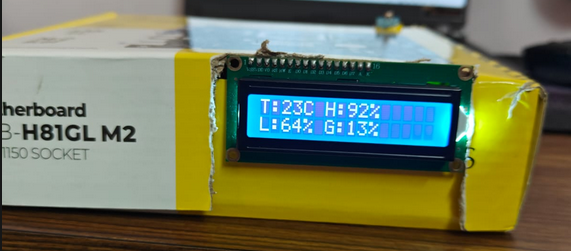 herboard
B-H81GL M2
1150 SOCKET
T:23C H:92%
L:64% G:13%